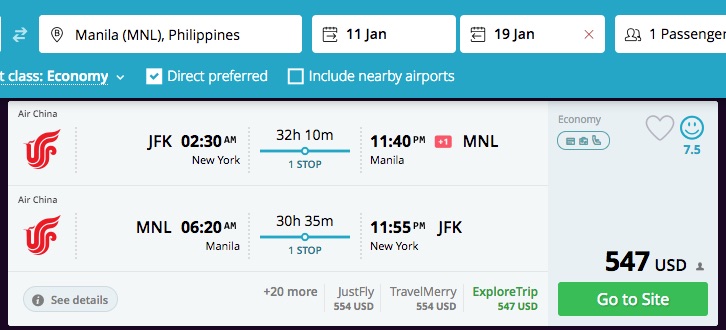 Manila (MNL), Philippines
11 Jan
19 Jan
1 Passenger
t class: Economy
Direct preferred
Include nearby airports
Air China
JFK 02:30 AM
New York
32h 10m
1 STOP
11:40 PM +1 MNL
Manila
Economy
7.5
Air China
MNL 06:20 AM
Manila
30h 35m
1 STOP
11:55 PM JFK
New York
547 USD
See details
+20 more
JustFly
554 USD
TravelMerry
554 USD
ExploreTrip
547 USD
Go to Site